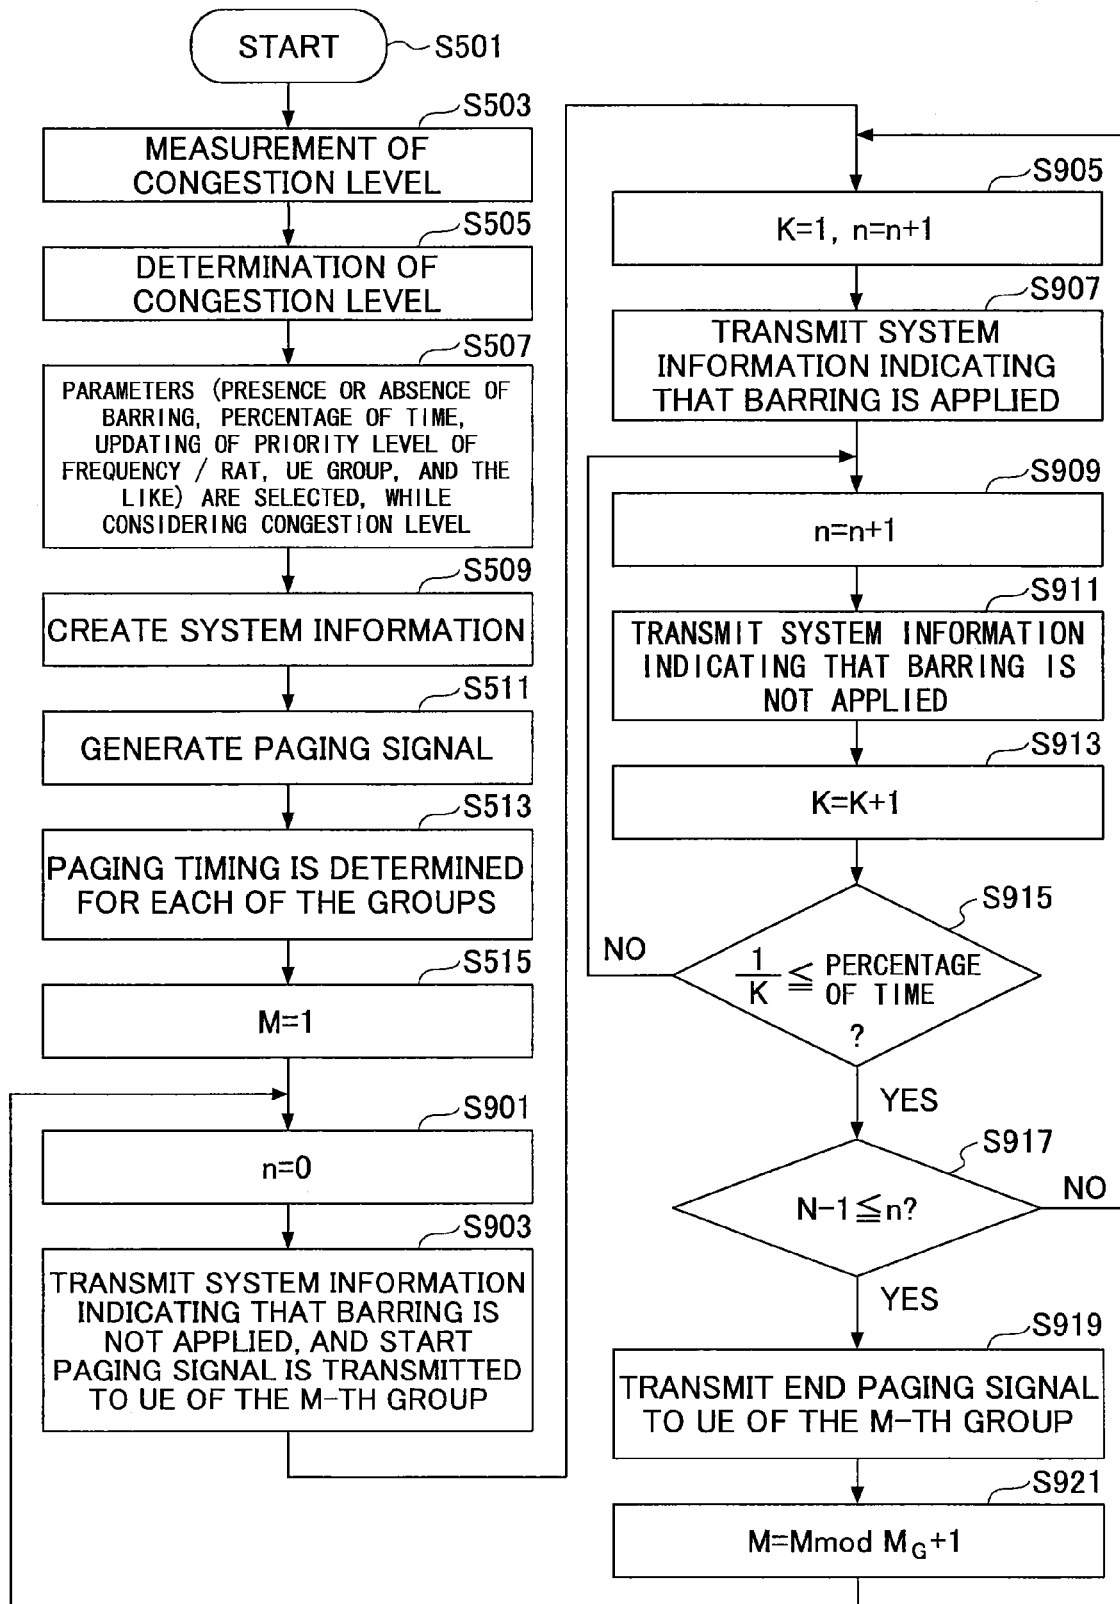 START
S501
S503
MEASUREMENT OF
CONGESTION LEVEL
S505
DETERMINATION OF
CONGESTION LEVEL
S507
PARAMETERS (PRESENCE OR ABSENCE OF
BARRING, PERCENTAGE OF TIME,
UPDATING OF PRIORITY LEVEL OF
FREQUENCY / RAT, UE GROUP, AND THE
LIKE) ARE SELECTED, WHILE
CONSIDERING CONGESTION LEVEL
S509
CREATE SYSTEM INFORMATION
S511
GENERATE PAGING SIGNAL
S513
PAGING TIMING IS DETERMINED
FOR EACH OF THE GROUPS
S515
M=1
S901
n=0
S903
TRANSMIT SYSTEM INFORMATION
INDICATING THAT BARRING IS
NOT APPLIED, AND START
PAGING SIGNAL IS TRANSMITTED
TO UE OF THE M-TH GROUP
S905
K=1, n=n+1
S907
TRANSMIT SYSTEM
INFORMATION INDICATING
THAT BARRING IS APPLIED
S909
n=n+1
S911
TRANSMIT SYSTEM INFORMATION
INDICATING THAT BARRING IS
NOT APPLIED
S913
K=K+1
S915
NO
1/K ≦ PERCENTAGE
OF TIME
?
YES
S917
N-1≦n?
NO
YES
S919
TRANSMIT END PAGING SIGNAL
TO UE OF THE M-TH GROUP
S921
M=Mmod M_G+1